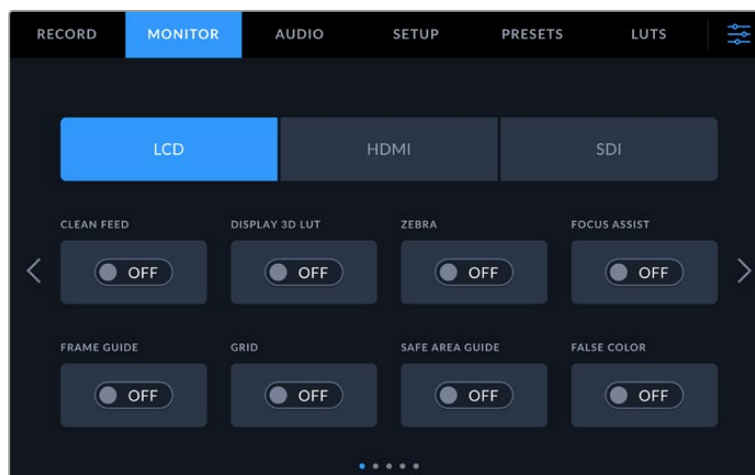 RECORD MONITOR AUDIO SETUP PRESETS LUTS
LCD HDMI SDI
CLEAN FEED DISPLAY 3D LUT ZEBRA FOCUS ASSIST
OFF OFF OFF OFF
FRAME GUIDE GRID SAFE AREA GUIDE FALSE COLOR
OFF OFF OFF OFF